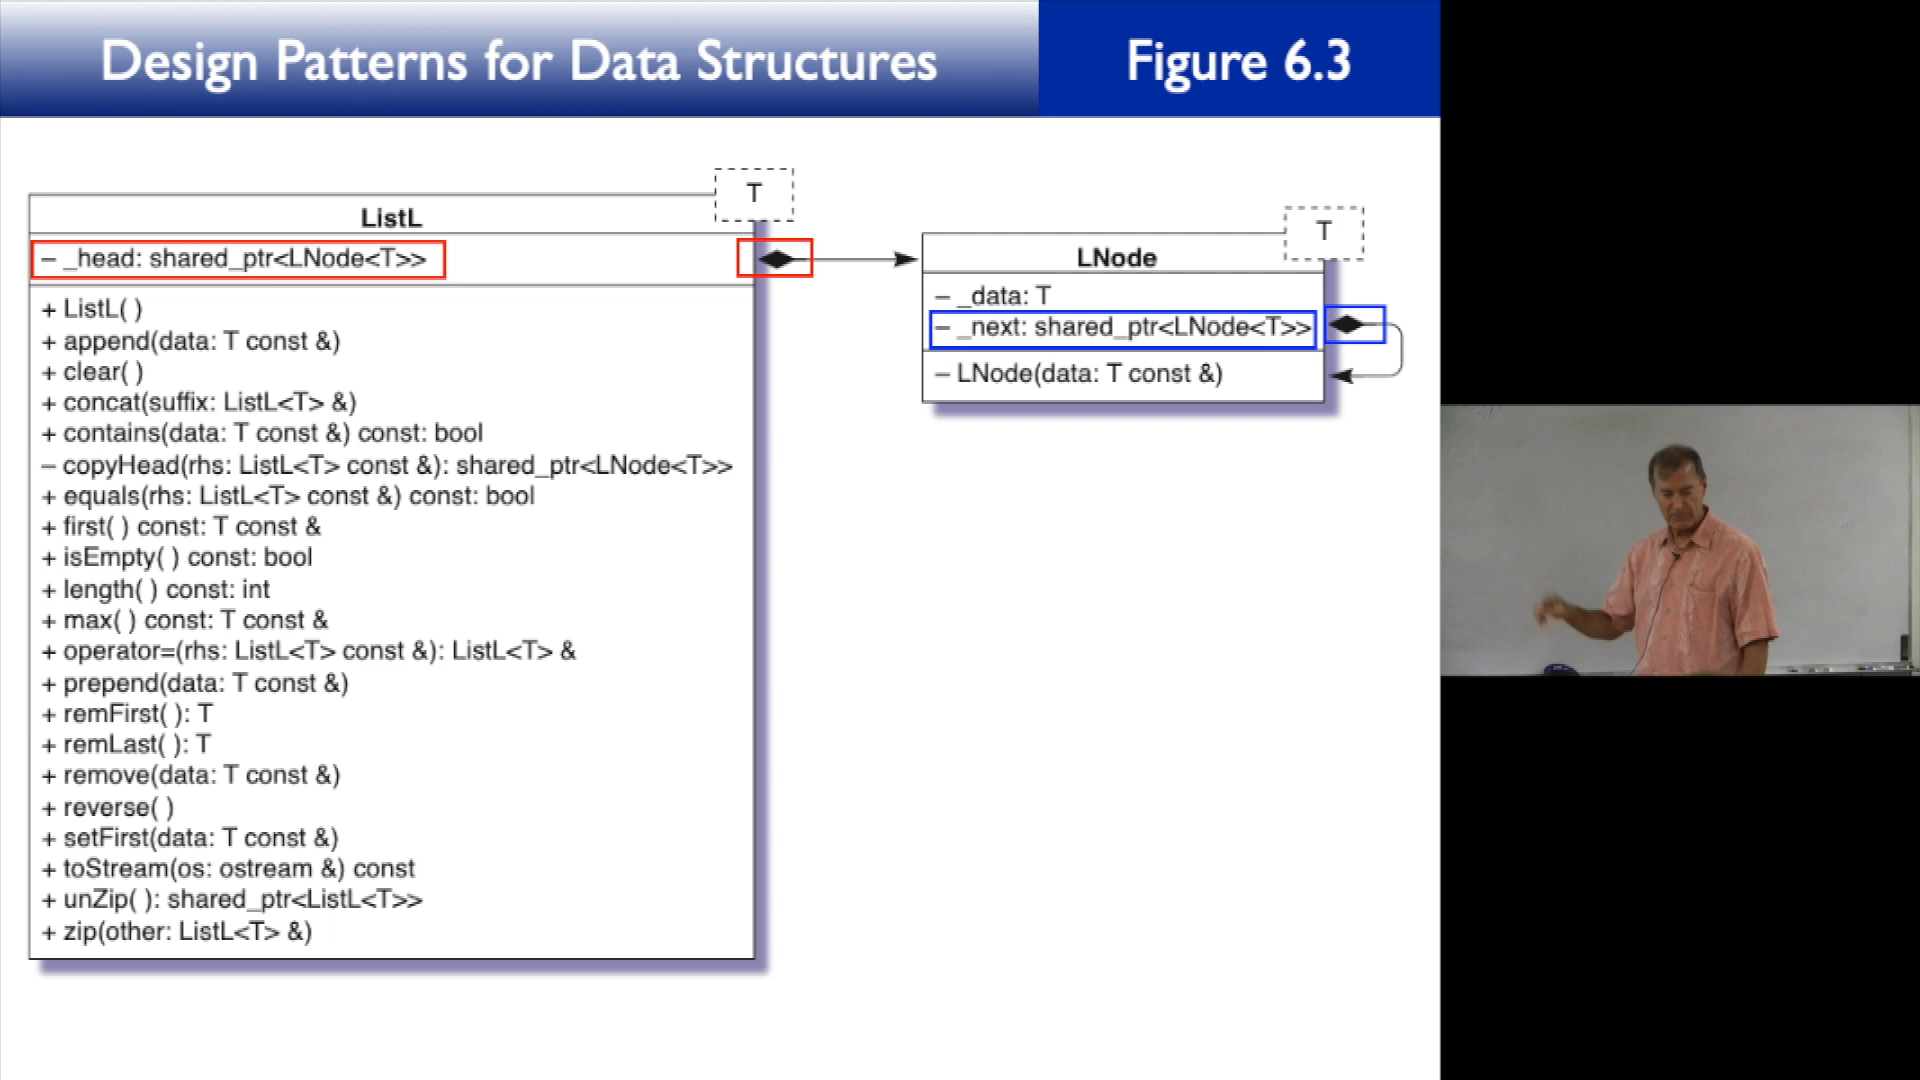 Design Patterns for Data Structures
Figure 6.3
T
ListL
– _head: shared_ptr<LNode<T>>
+ ListL( )
+ append(data: T const &)
+ clear( )
+ concat(suffix: ListL<T> &)
+ contains(data: T const &) const: bool
– copyHead(rhs: ListL<T> const &): shared_ptr<LNode<T>>
+ equals(rhs: ListL<T> const &) const: bool
+ first( ) const: T const &
+ isEmpty( ) const: bool
+ length( ) const: int
+ max( ) const: T const &
+ operator=(rhs: ListL<T> const &): ListL<T> &
+ prepend(data: T const &)
+ remFirst( ): T
+ remLast( ): T
+ remove(data: T const &)
+ reverse( )
+ setFirst(data: T const &)
+ toStream(os: ostream &) const
+ unZip( ): shared_ptr<ListL<T>>
+ zip(other: ListL<T> &)
T
LNode
– _data: T
– _next: shared_ptr<LNode<T>>
– LNode(data: T const &)